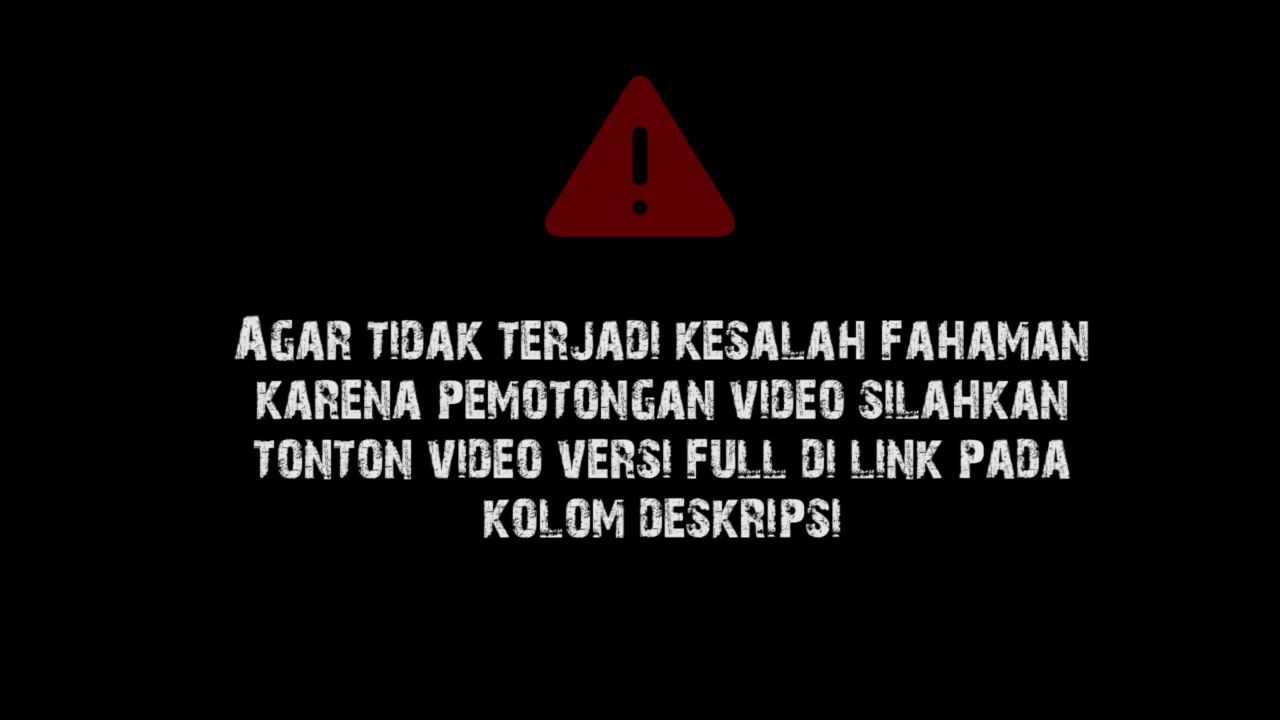 Agar tidak terjadi kesalah fahaman
karena pemotongan video silahkan
tonton video versi full di link pada
kolom deskripsi